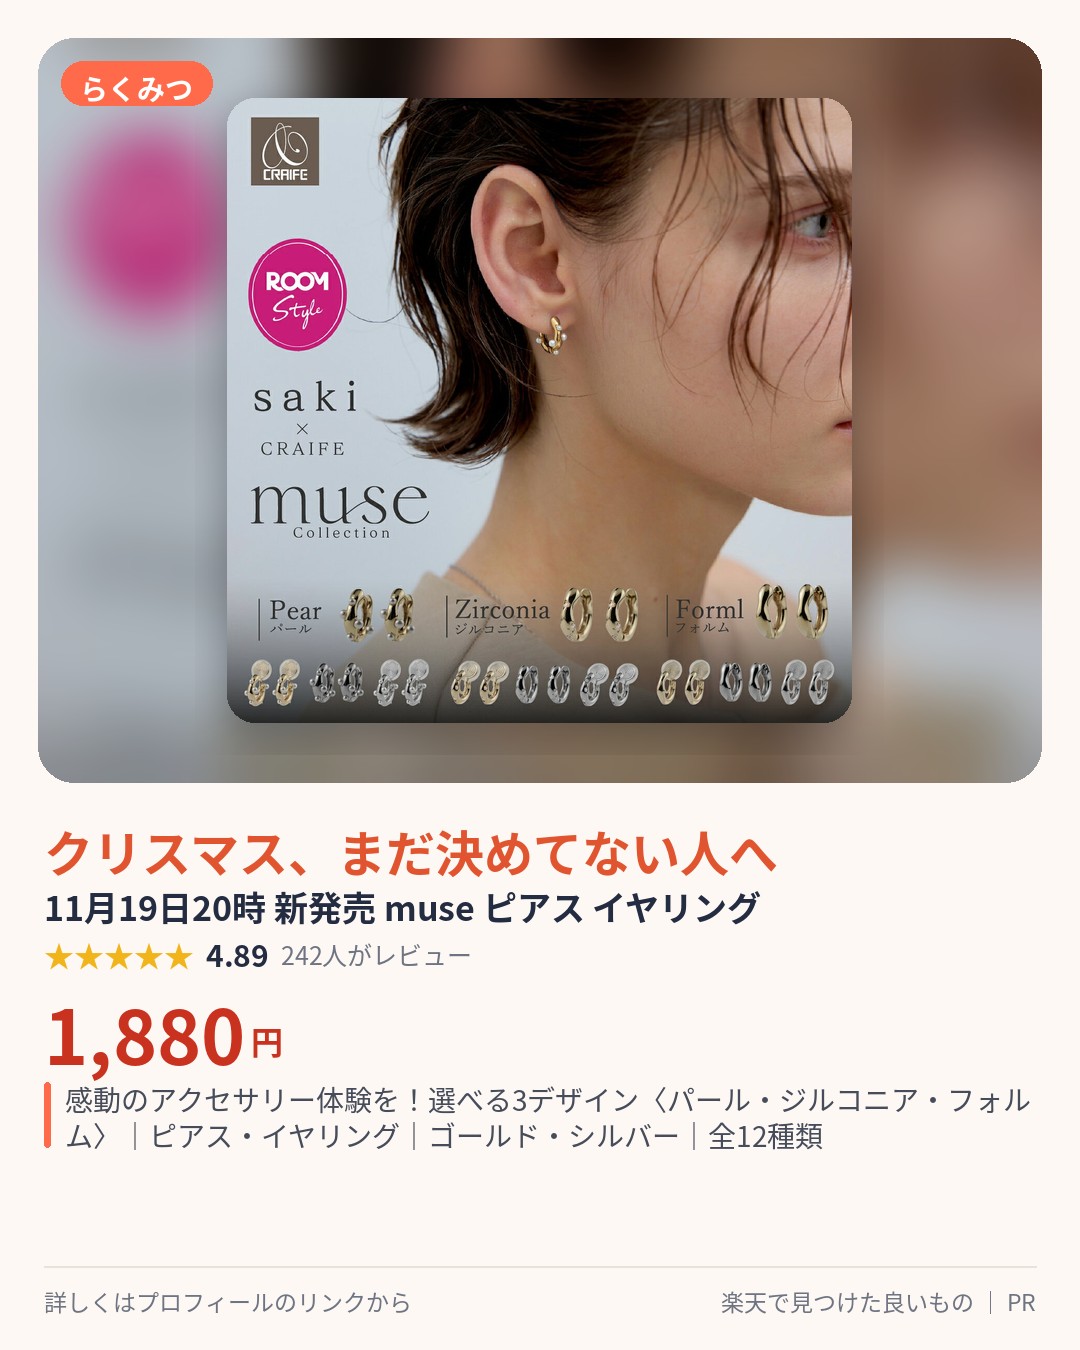 らくみつ
CRAIFE
ROOM
Style
saki
×
CRAIFE
muse
Collection
Pear
パール
Zirconia
ジルコニア
Forml
フォルム
クリスマス、まだ決めてない人へ
11月19日20時 新発売 muse ピアス イヤリング
★★★★★ 4.89 242人がレビュー
1,880円
感動のアクセサリー体験を！選べる3デザイン〈パール・ジルコニア・フォル
ム〉｜ピアス・イヤリング｜ゴールド・シルバー｜全12種類
詳しくはプロフィールのリンクから
楽天で見つけた良いもの ｜ PR